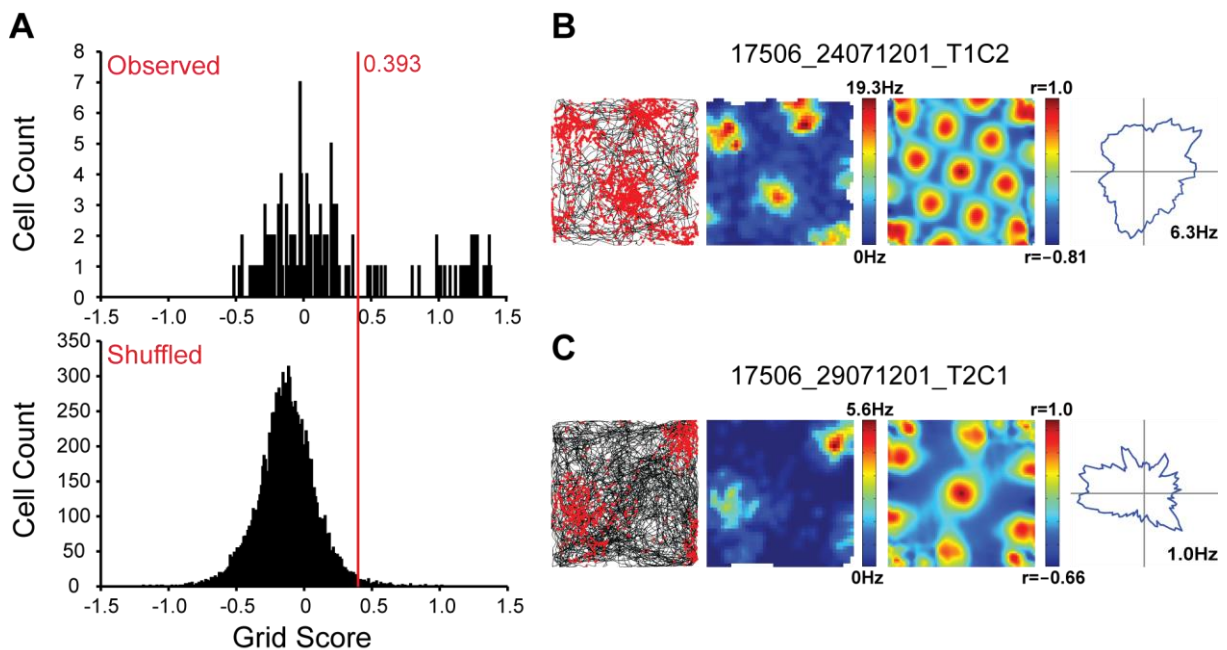 A
Observed
0.393
8
7
6
5
4
3
2
1
0
Cell Count
-1.5
-1.0
-0.5
0
0.5
1.0
1.5
Shuffled
350
300
250
200
150
100
50
0
Cell Count
-1.5
-1.0
-0.5
0
0.5
1.0
1.5
Grid Score
B
17506_24071201_T1C2
19.3Hz
r=1.0
0Hz
r=−0.81
6.3Hz
C
17506_29071201_T2C1
5.6Hz
r=1.0
0Hz
r=−0.66
1.0Hz